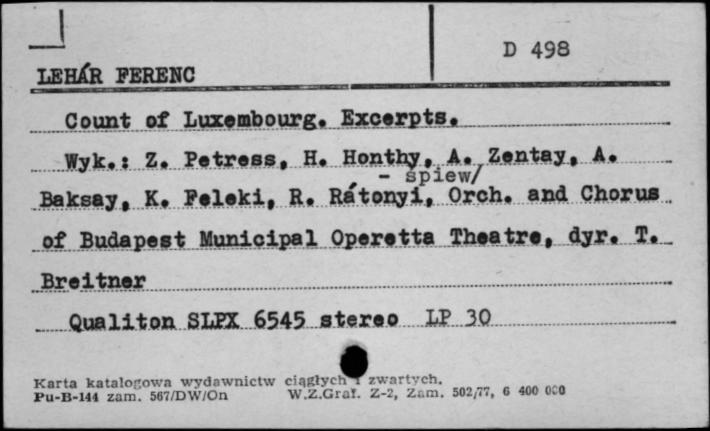 D 498
LEHÁR FERENC
Count of Luxembourg. Excerpts.
Wyk.: Z. Petress, H. Honthy, A. Zentay, A.
- śpiew/
Baksay, K. Feleki, R. Rátonyi, Orch. and Chorus
of Budapest Municipal Operetta Theatre, dyr. T.
Breitner
Qualiton SLPX 6545 stereo LP 30
Karta katalogowa wydawnictw ciągłych i zwartych.
Pu-B-144 zam. 567/DW/On W.Z.Graf. Z-2, Zam. 502/77, 6 400 000